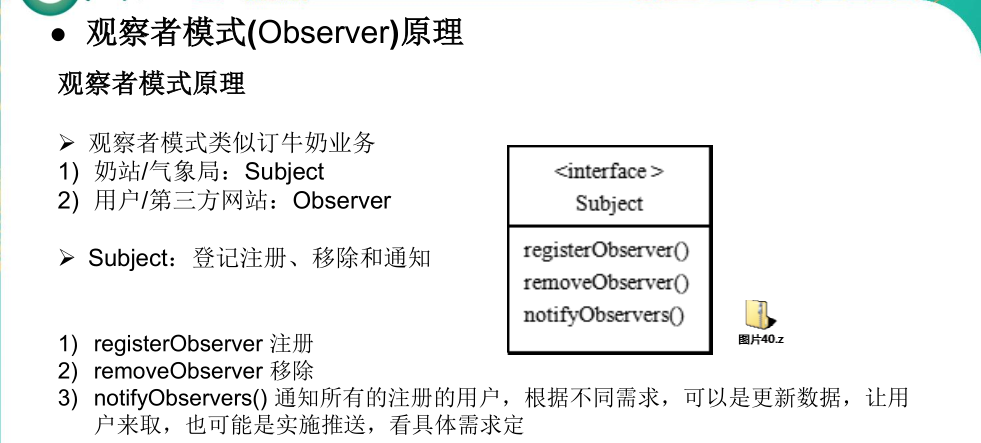 ● 观察者模式(Observer)原理
观察者模式原理
➢ 观察者模式类似订牛奶业务
1) 奶站/气象局：Subject
2) 用户/第三方网站：Observer
➢ Subject：登记注册、移除和通知
1) registerObserver 注册
2) removeObserver 移除
3) notifyObservers() 通知所有的注册的用户，根据不同需求，可以是更新数据，让用
户来取，也可能是实施推送，看具体需求定
<interface >
Subject
registerObserver()
removeObserver()
notifyObservers()
图片40.z